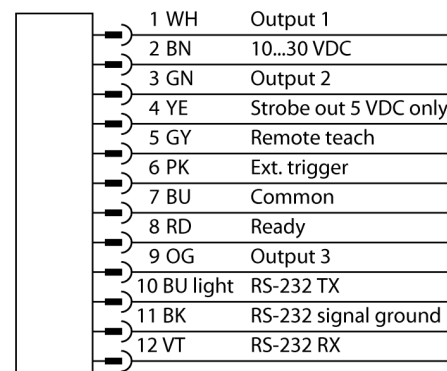 1 WH Output 1
2 BN 10...30 VDC
3 GN Output 2
4 YE Strobe out 5 VDC only
5 GY Remote teach
6 PK Ext. trigger
7 BU Common
8 RD Ready
9 OG Output 3
10 BU light RS-232 TX
11 BK RS-232 signal ground
12 VT RS-232 RX